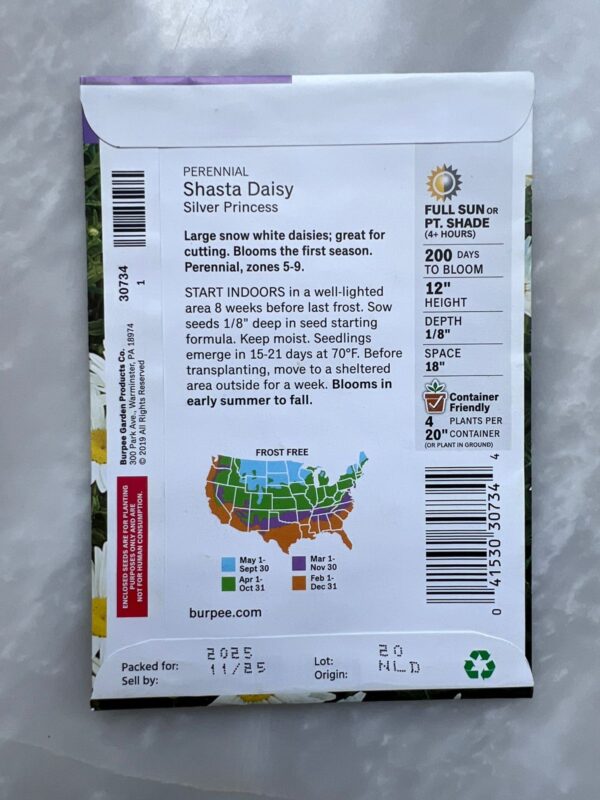 PERENNIAL
Shasta Daisy
Silver Princess
Large snow white daisies; great for
cutting. Blooms the first season.
Perennial, zones 5-9.
START INDOORS in a well-lighted
area 8 weeks before last frost. Sow
seeds 1/8" deep in seed starting
formula. Keep moist. Seedlings
emerge in 15-21 days at 70°F. Before
transplanting, move to a sheltered
area outside for a week. Blooms in
early summer to fall.
FULL SUN OR
PT. SHADE
(4+ HOURS)
200 DAYS
TO BLOOM
12"
HEIGHT
DEPTH
1/8"
SPACE
18"
Container
Friendly
4 PLANTS PER
20" CONTAINER
(OR PLANT IN GROUND)
30734
1
Burpee Garden Products Co.
300 Park Ave., Warminster, PA 18974
© 2019 All Rights Reserved
ENCLOSED SEEDS ARE FOR PLANTING
PURPOSES ONLY AND ARE
NOT FOR HUMAN CONSUMPTION.
FROST FREE
May 1-
Sept 30
Mar 1-
Nov 30
Apr 1-
Oct 31
Feb 1-
Dec 31
burpee.com
0 41530 30734 4
Packed for: 2025
Sell by: 11/25
Lot: 20
Origin: NLD